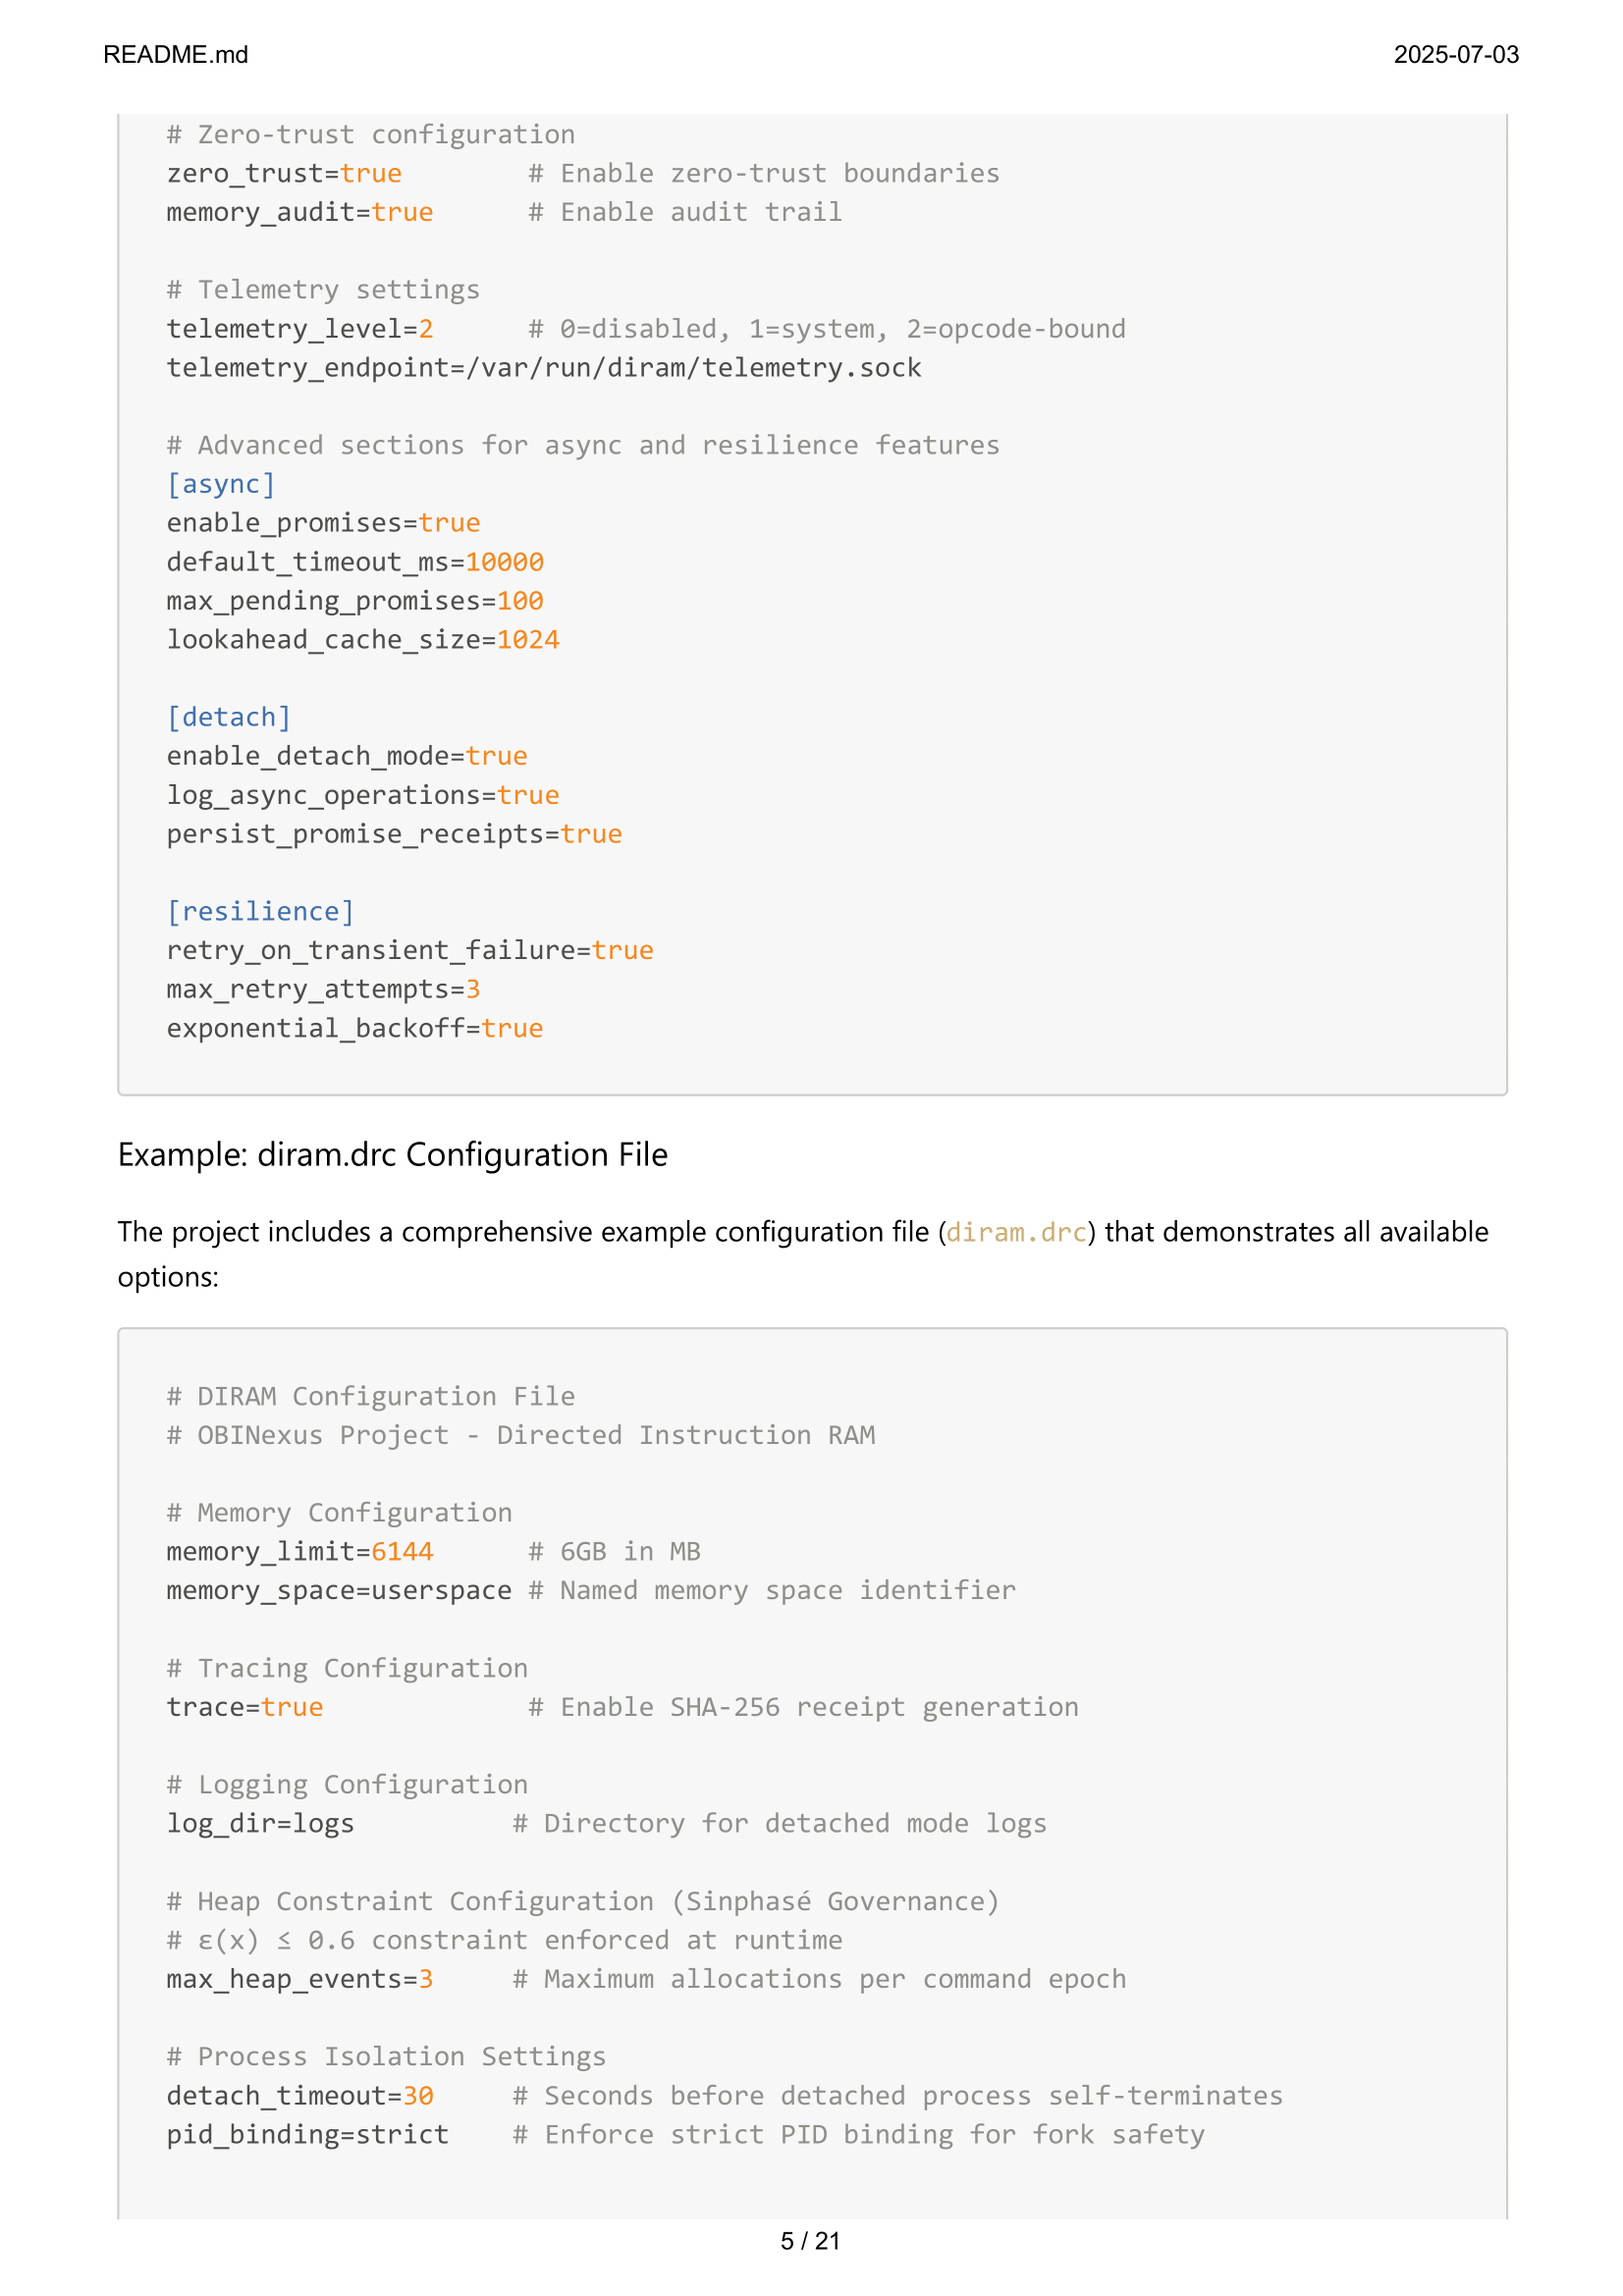 README.md
2025-07-03
# Zero-trust configuration
zero_trust=true        # Enable zero-trust boundaries
memory_audit=true      # Enable audit trail
# Telemetry settings
telemetry_level=2      # 0=disabled, 1=system, 2=opcode-bound
telemetry_endpoint=/var/run/diram/telemetry.sock
# Advanced sections for async and resilience features
[async]
enable_promises=true
default_timeout_ms=10000
max_pending_promises=100
lookahead_cache_size=1024
[detach]
enable_detach_mode=true
log_async_operations=true
persist_promise_receipts=true
[resilience]
retry_on_transient_failure=true
max_retry_attempts=3
exponential_backoff=true
Example: diram.drc Configuration File
The project includes a comprehensive example configuration file (diram.drc) that demonstrates all available
options:
# DIRAM Configuration File
# OBINexus Project - Directed Instruction RAM
# Memory Configuration
memory_limit=6144      # 6GB in MB
memory_space=userspace # Named memory space identifier
# Tracing Configuration
trace=true             # Enable SHA-256 receipt generation
# Logging Configuration
log_dir=logs          # Directory for detached mode logs
# Heap Constraint Configuration (Sinphasé Governance)
# ε(x) ≤ 0.6 constraint enforced at runtime
max_heap_events=3     # Maximum allocations per command epoch
# Process Isolation Settings
detach_timeout=30     # Seconds before detached process self-terminates
pid_binding=strict    # Enforce strict PID binding for fork safety
5 / 21